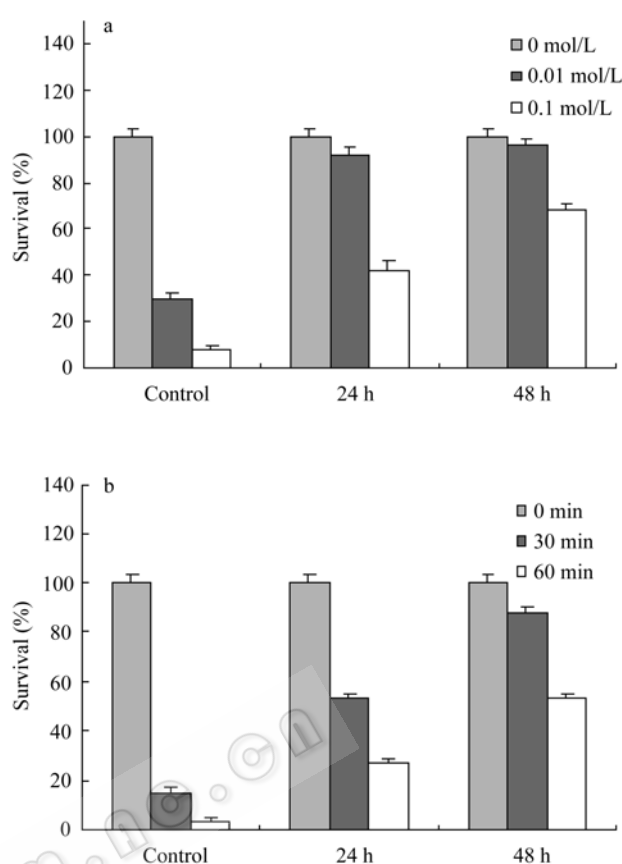 a
140
120
100
80
60
40
20
0
Survival (%)
0 mol/L
0.01 mol/L
0.1 mol/L
Control 24 h 48 h
b
140
120
100
80
60
40
20
0
Survival (%)
0 min
30 min
60 min
Control 24 h 48 h